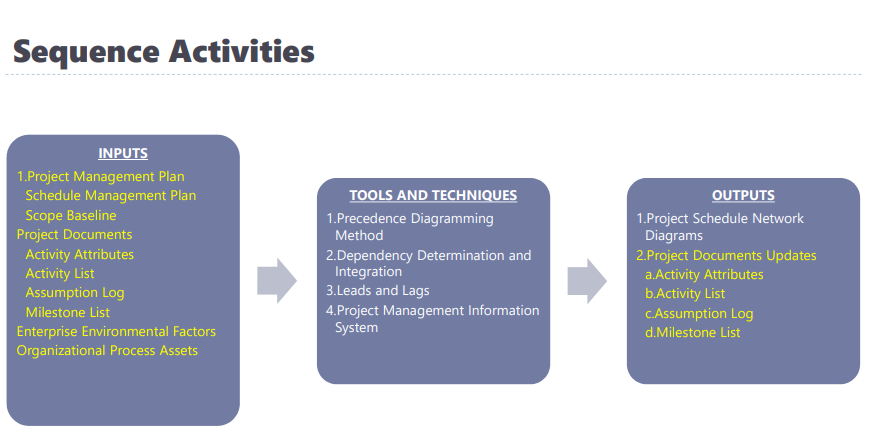 Sequence Activities
INPUTS
1.Project Management Plan
Schedule Management Plan
Scope Baseline
Project Documents
Activity Attributes
Activity List
Assumption Log
Milestone List
Enterprise Environmental Factors
Organizational Process Assets
TOOLS AND TECHNIQUES
1.Precedence Diagramming
Method
2.Dependency Determination and
Integration
3.Leads and Lags
4.Project Management Information
System
OUTPUTS
1.Project Schedule Network
Diagrams
2.Project Documents Updates
a.Activity Attributes
b.Activity List
c.Assumption Log
d.Milestone List